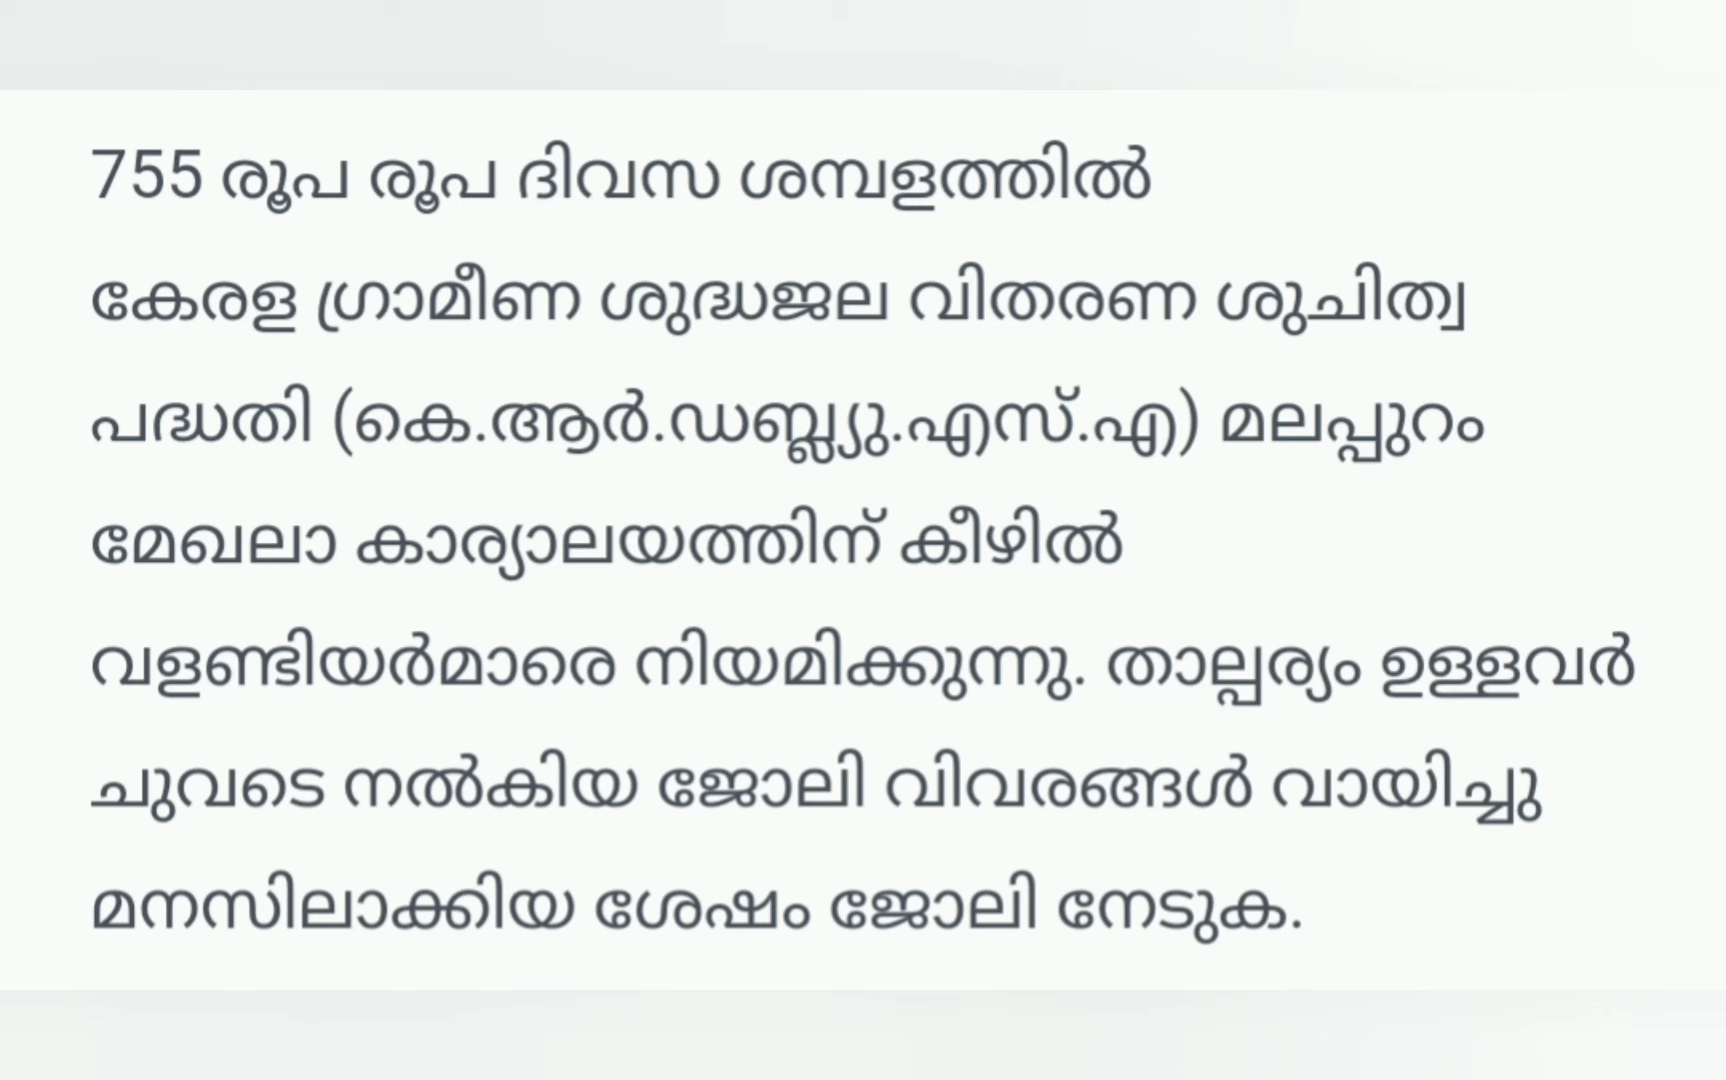 755 രൂപ രൂപ ദിവസ ശമ്പളത്തിൽ
കേരള ഗ്രാമീണ ശുദ്ധജല വിതരണ ശുചിത്വ
പദ്ധതി (കെ.ആർ.ഡബ്ല്യു.എസ്.എ) മലപ്പുറം
മേഖലാ കാര്യാലയത്തിന് കീഴിൽ
വളണ്ടിയർമാരെ നിയമിക്കുന്നു. താല്പര്യം ഉള്ളവർ
ചുവടെ നൽകിയ ജോലി വിവരങ്ങൾ വായിച്ചു
മനസിലാക്കിയ ശേഷം ജോലി നേടുക.